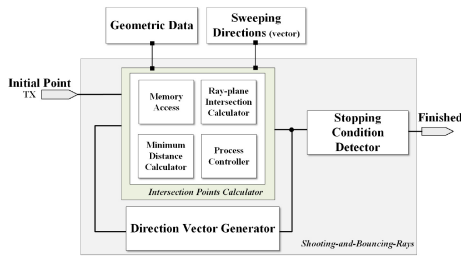 Geometric Data
Sweeping
Directions (vector)
Initial Point
TX
Memory
Access
Ray-plane
Intersection
Calculator
Minimum
Distance
Calculator
Process
Controller
Intersection Points Calculator
Stopping
Condition
Detector
Finished
Direction Vector Generator
Shooting-and-Bouncing-Rays